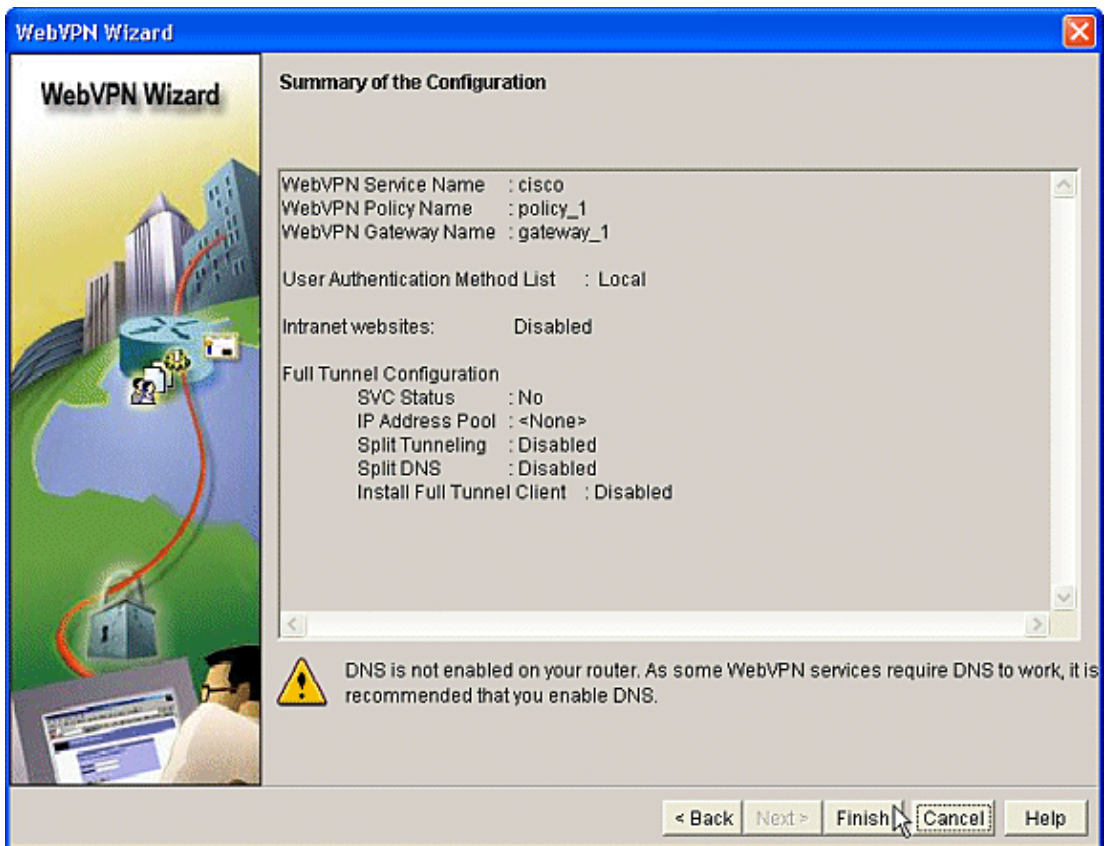 WebVPN Wizard
WebVPN Wizard
Summary of the Configuration
WebVPN Service Name : cisco
WebVPN Policy Name : policy_1
WebVPN Gateway Name : gateway_1
User Authentication Method List : Local
Intranet websites: Disabled
Full Tunnel Configuration
SVC Status : No
IP Address Pool : <None>
Split Tunneling : Disabled
Split DNS : Disabled
Install Full Tunnel Client : Disabled
DNS is not enabled on your router. As some WebVPN services require DNS to work, it is
recommended that you enable DNS.
< Back Next > Finish Cancel Help